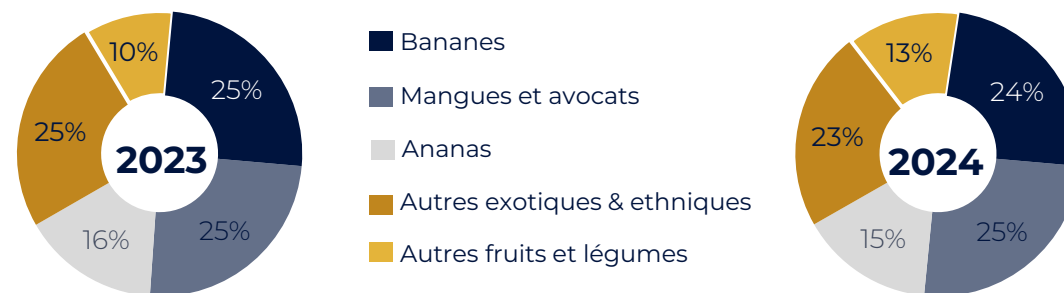 10%
25%
25%
2023
25%
16%
Bananes
Mangues et avocats
Ananas
Autres exotiques & ethniques
Autres fruits et légumes
13%
24%
23%
2024
25%
15%